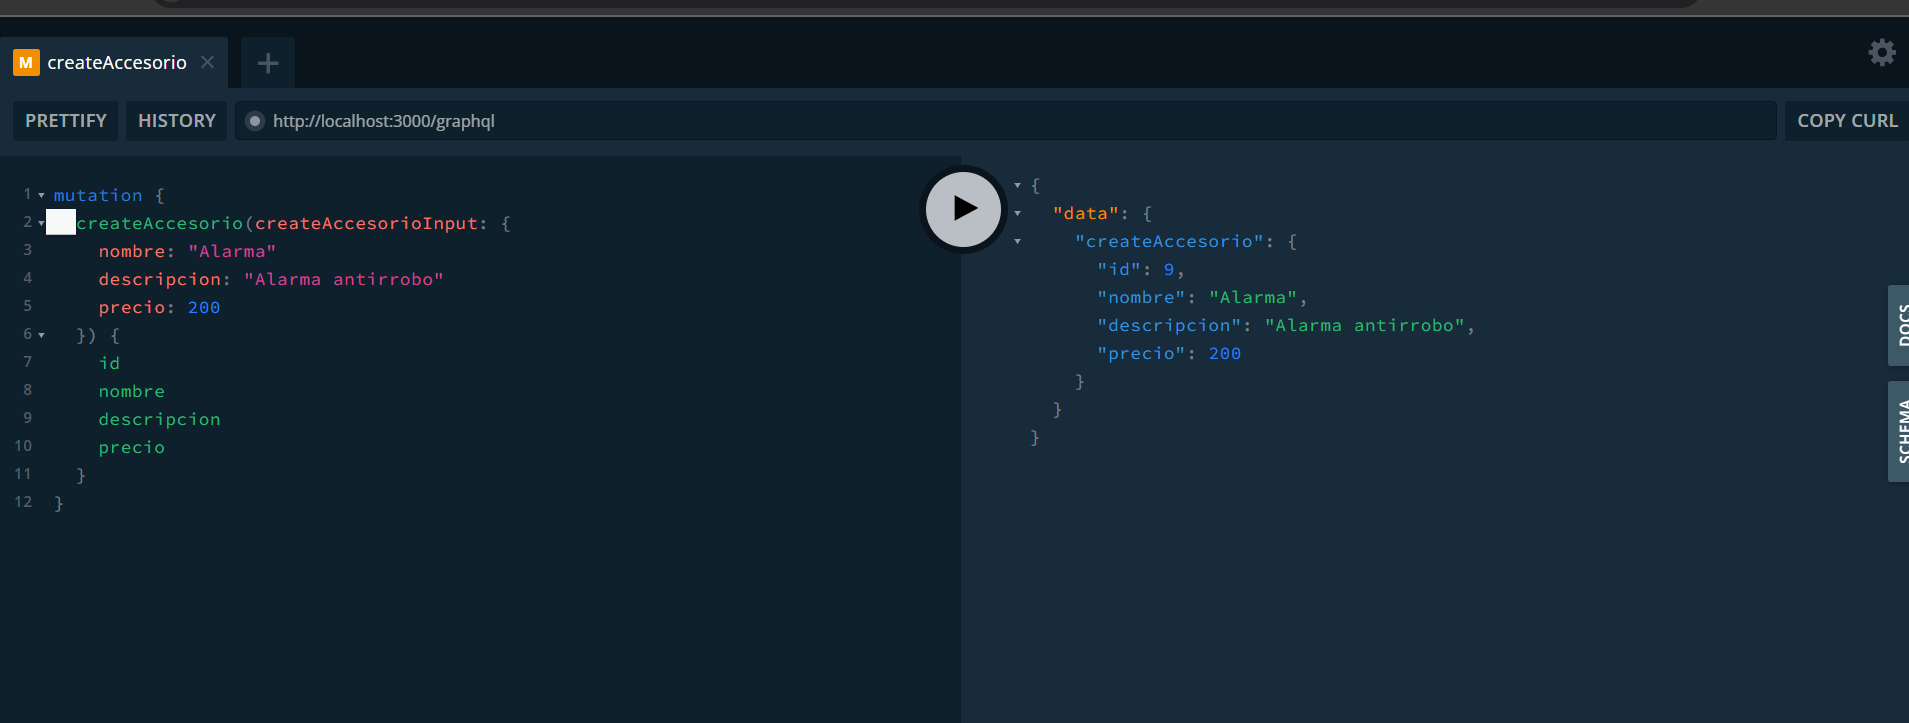 M createAccesorio
PRETTIFY HISTORY http://localhost:3000/graphql COPY CURL
1 mutation {
2 createAccesorio(createAccesorioInput: {
3 nombre: "Alarma"
4 descripcion: "Alarma antirrobo"
5 precio: 200
6 }) {
7 id
8 nombre
9 descripcion
10 precio
11 }
12 }
{
"data": {
"createAccesorio": {
"id": 9,
"nombre": "Alarma",
"descripcion": "Alarma antirrobo",
"precio": 200
}
}
}
DOCS
SCHEMA